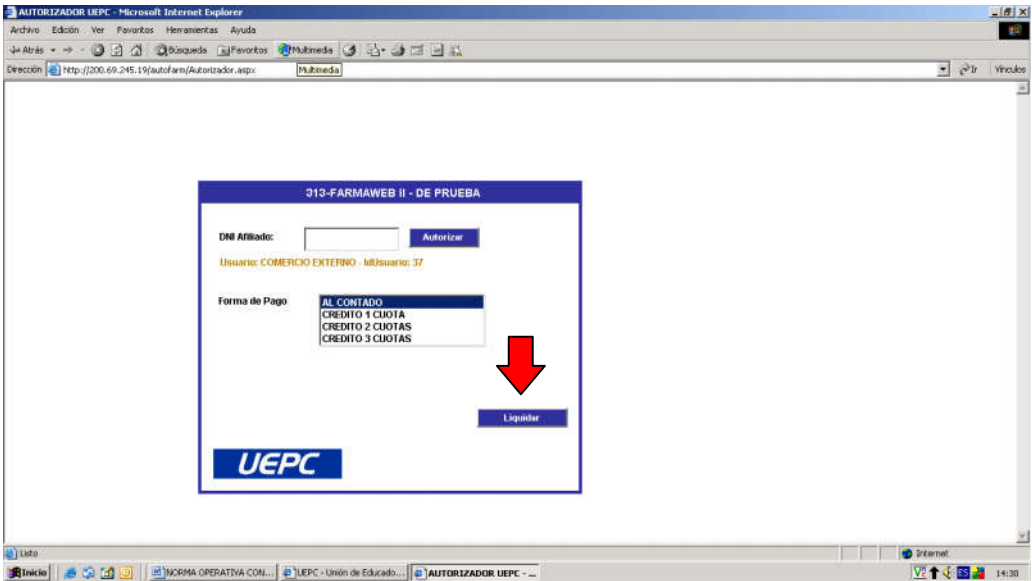 AUTORIZADOR UEPC - Microsoft Internet Explorer
Archivo Edición Ver Favoritos Herramientas Ayuda
Atrás Búsqueda Favoritos Multimedia
Dirección http://200.69.245.19/autofarm/Autorizador.aspx Ir Vínculos
Multimedia
313-FARMAWEB II - DE PRUEBA
DNI Afiliado: Autorizar
Usuario: COMERCIO EXTERNO - IdUsuario: 37
Forma de Pago AL CONTADO
CREDITO 1 CUOTA
CREDITO 2 CUOTAS
CREDITO 3 CUOTAS
Liquidar
UEPC
Listo Internet
Inicio NORMA OPERATIVA CON... UEPC - Unión de Educado... AUTORIZADOR UEPC - ... ES 14:30